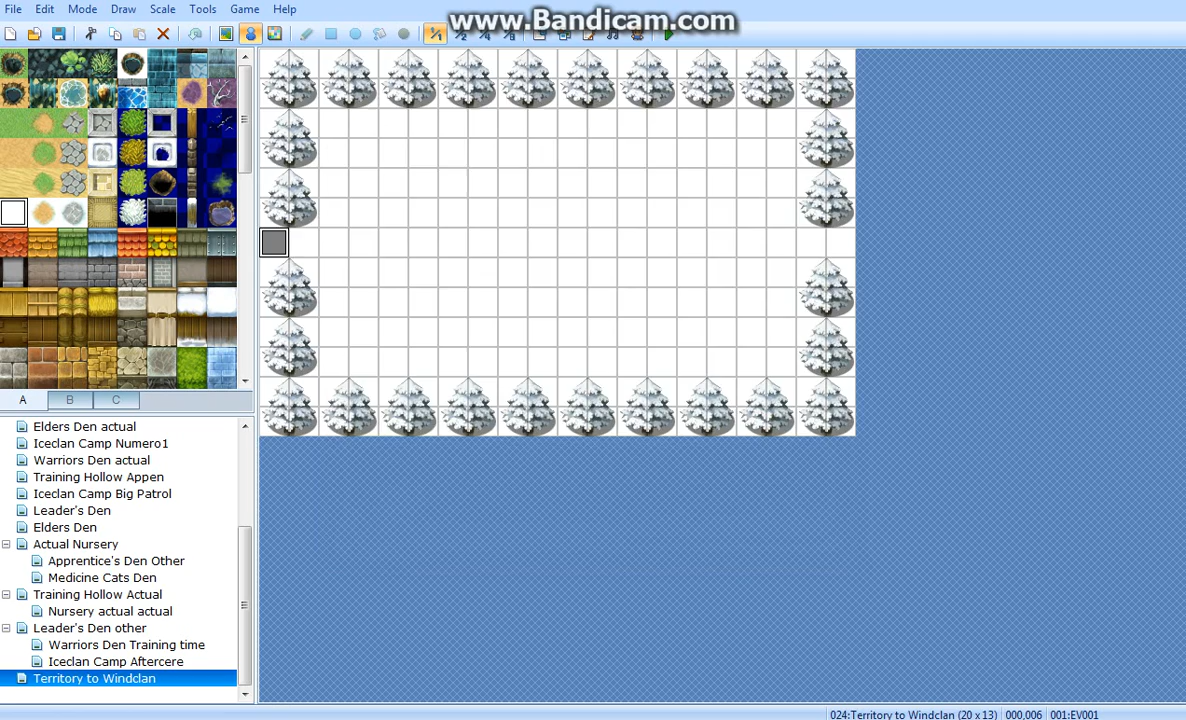 File Edit Mode Draw Scale Tools Game Help
www.Bandicam.com
A B C
Elders Den actual
Iceclan Camp Numero1
Warriors Den actual
Training Hollow Appen
Iceclan Camp Big Patrol
Leader's Den
Elders Den
Actual Nursery
Apprentice's Den Other
Medicine Cats Den
Training Hollow Actual
Nursery actual actual
Leader's Den other
Warriors Den Training time
Iceclan Camp Aftercere
Territory to Windclan
024:Territory to Windclan (20 x 13) 000,006 001:EV001